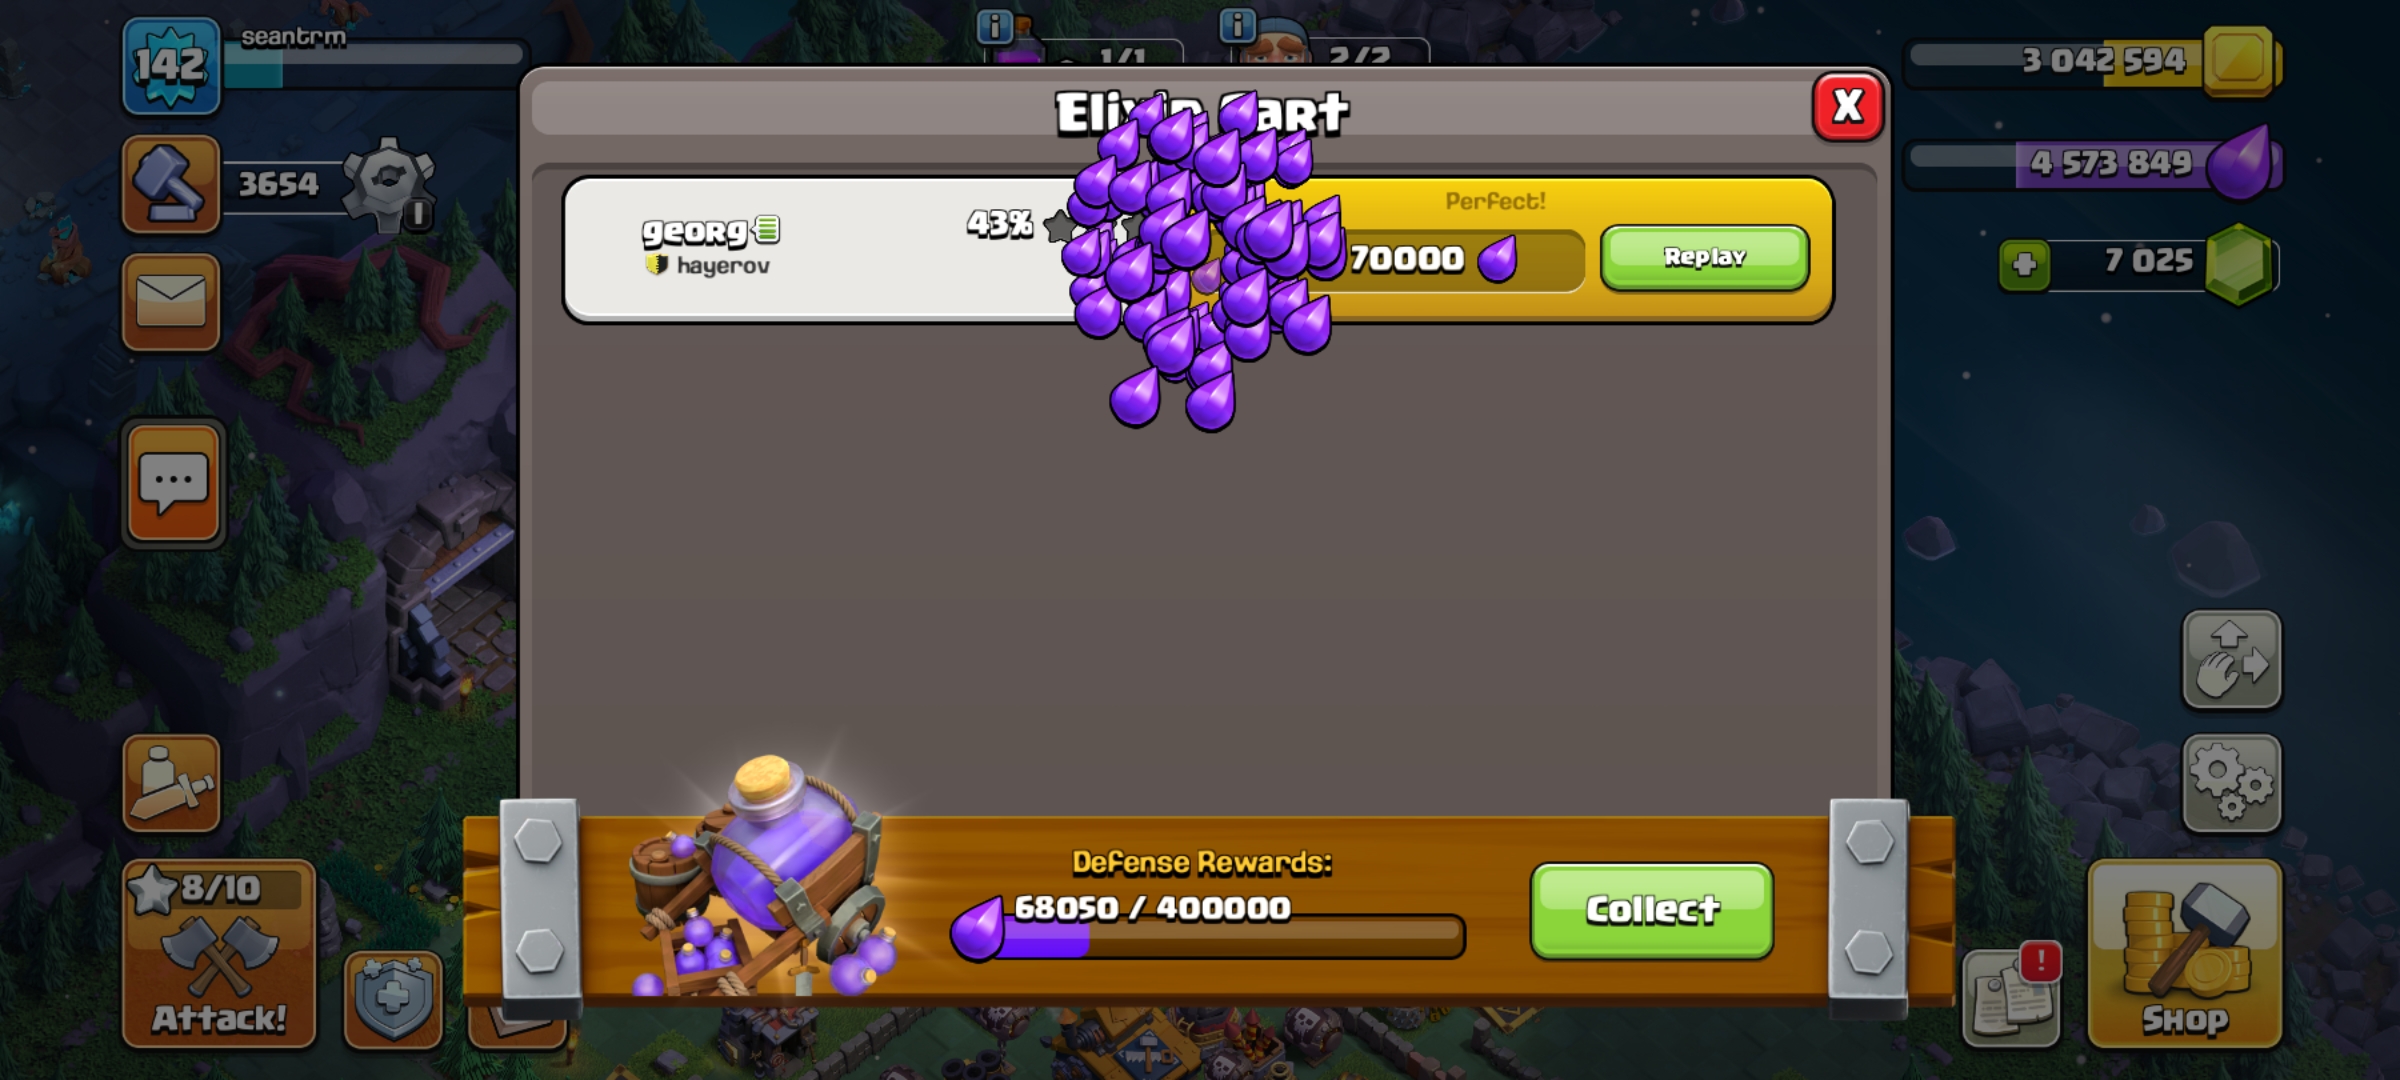 142
seantrm
1/1
2/2
3 042 594
3654
4 573 849
7 025
43%
georg
hayerov
Perfect!
70000
Replay
X
Defense Rewards:
68050 / 400000
Collect
8/10
Attack!
!
Shop